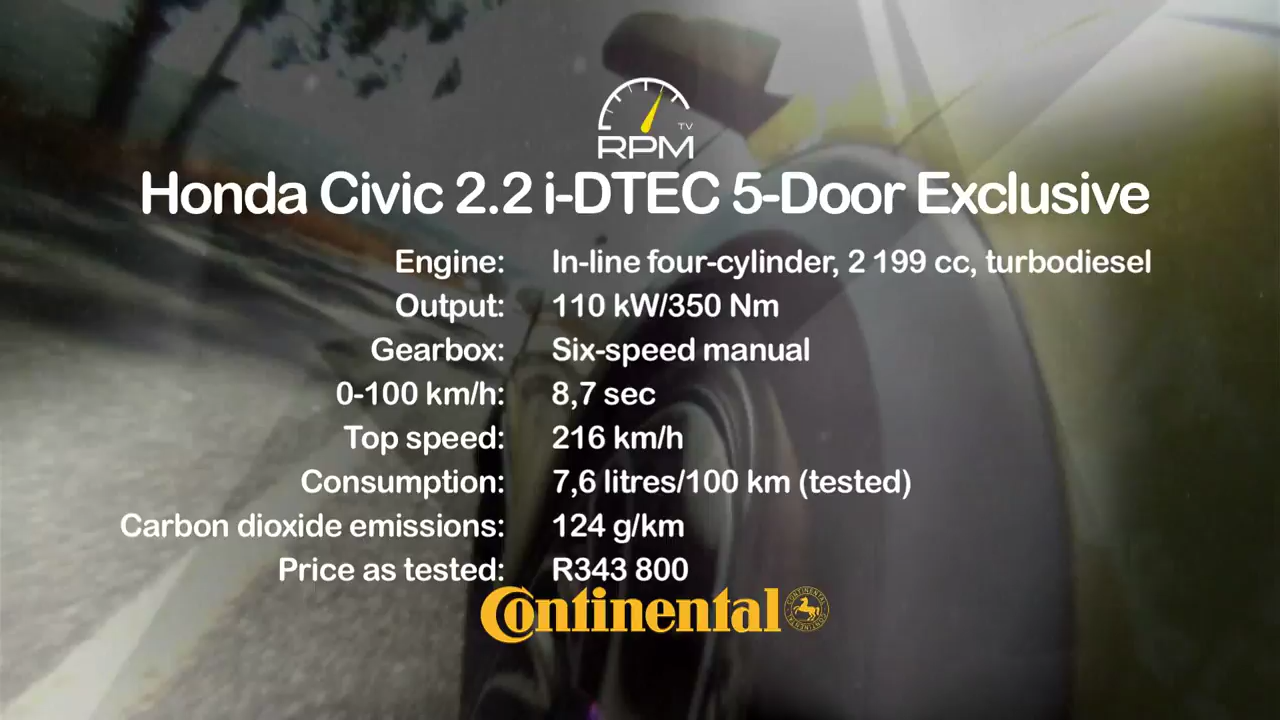 TV
RPM
Honda Civic 2.2 i-DTEC 5-Door Exclusive
Engine: In-line four-cylinder, 2 199 cc, turbodiesel
Output: 110 kW/350 Nm
Gearbox: Six-speed manual
0-100 km/h: 8,7 sec
Top speed: 216 km/h
Consumption: 7,6 litres/100 km (tested)
Carbon dioxide emissions: 124 g/km
Price as tested: R343 800
Continental
CONTINENTAL CONTINENTAL